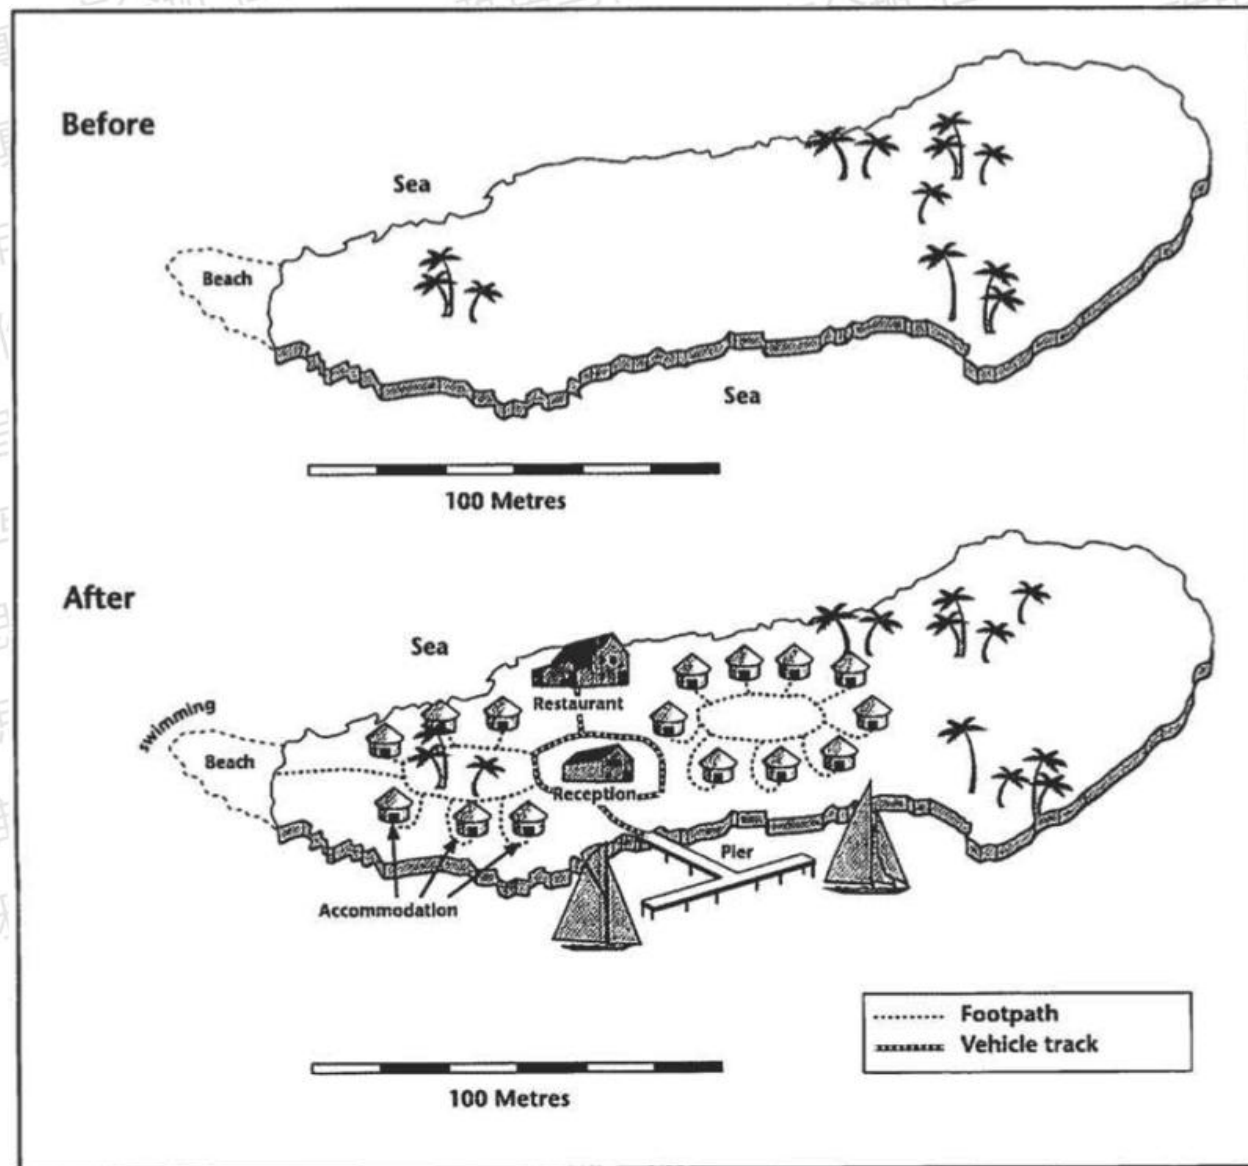 Before
Sea
Beach
Sea
100 Metres
After
Sea
swimming
Restaurant
Beach
Reception
Pier
Accommodation
Footpath
Vehicle track
100 Metres